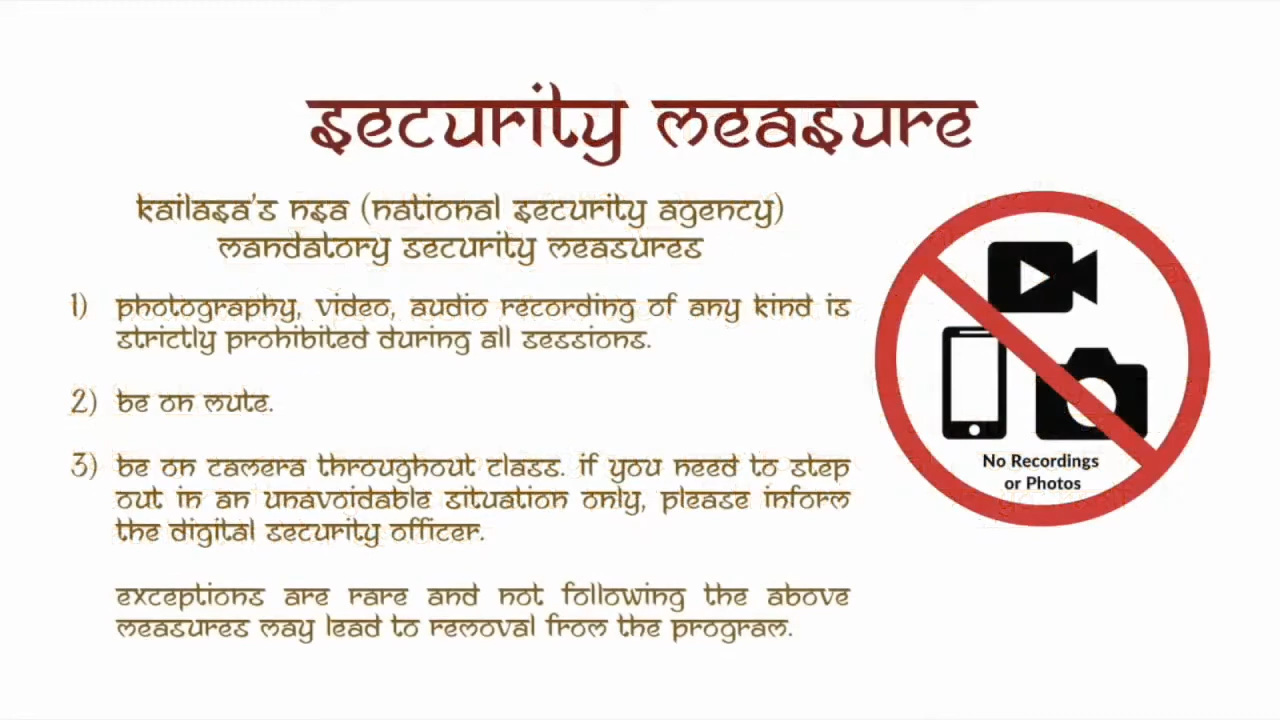 security measure
kailasa's nsa (national security agency)
mandatory security measures
1) photography, video, audio recording of any kind is
strictly prohibited during all sessions.
2) be on mute.
3) be on camera throughout class. if you need to step
out in an unavoidable situation only, please inform
the digital security officer.
exceptions are rare and not following the above
measures may lead to removal from the program.
No Recordings
or Photos